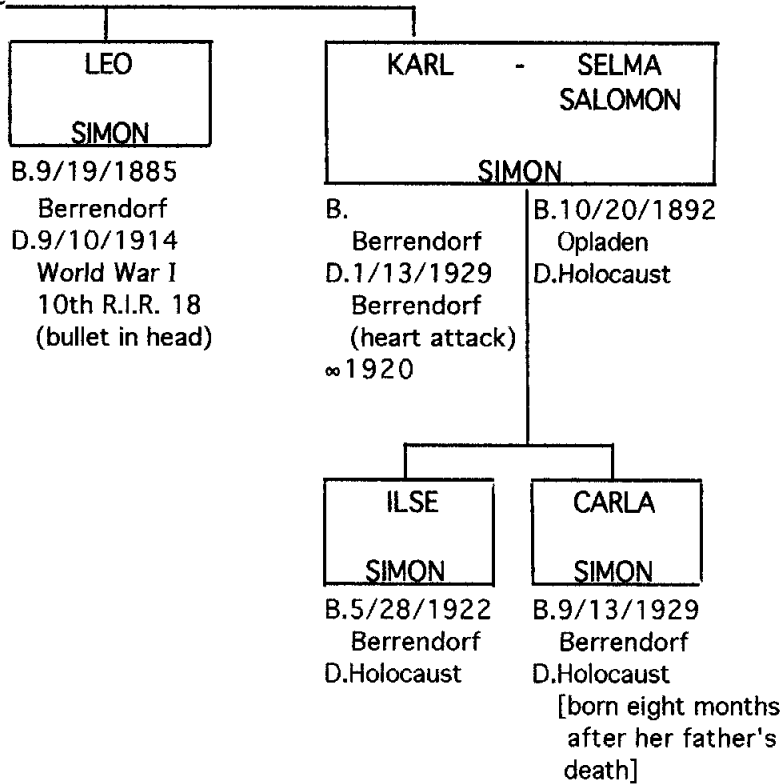 LEO
SIMON
B.9/19/1885
Berrendorf
D.9/10/1914
World War I
10th R.I.R. 18
(bullet in head)
KARL - SELMA
SALOMON
SIMON
B.
Berrendorf
D.1/13/1929
Berrendorf
(heart attack)
∞1920
B.10/20/1892
Opladen
D.Holocaust
ILSE
SIMON
B.5/28/1922
Berrendorf
D.Holocaust
CARLA
SIMON
B.9/13/1929
Berrendorf
D.Holocaust
[born eight months
after her father's
death]